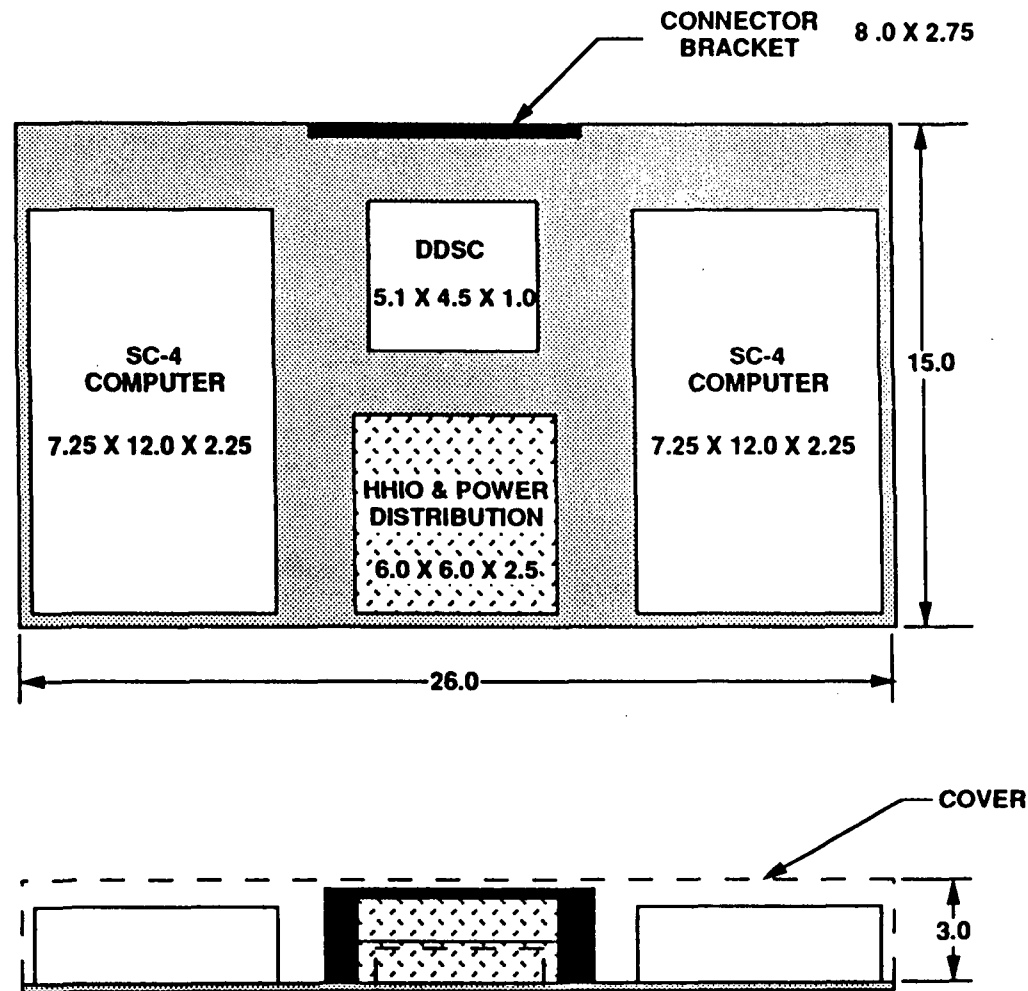 CONNECTOR
BRACKET
8 .0 X 2.75
DDSC
5.1 X 4.5 X 1.0
SC-4
COMPUTER
7.25 X 12.0 X 2.25
SC-4
COMPUTER
7.25 X 12.0 X 2.25
15.0
HHIO & POWER
DISTRIBUTION
6.0 X 6.0 X 2.5
26.0
COVER
3.0